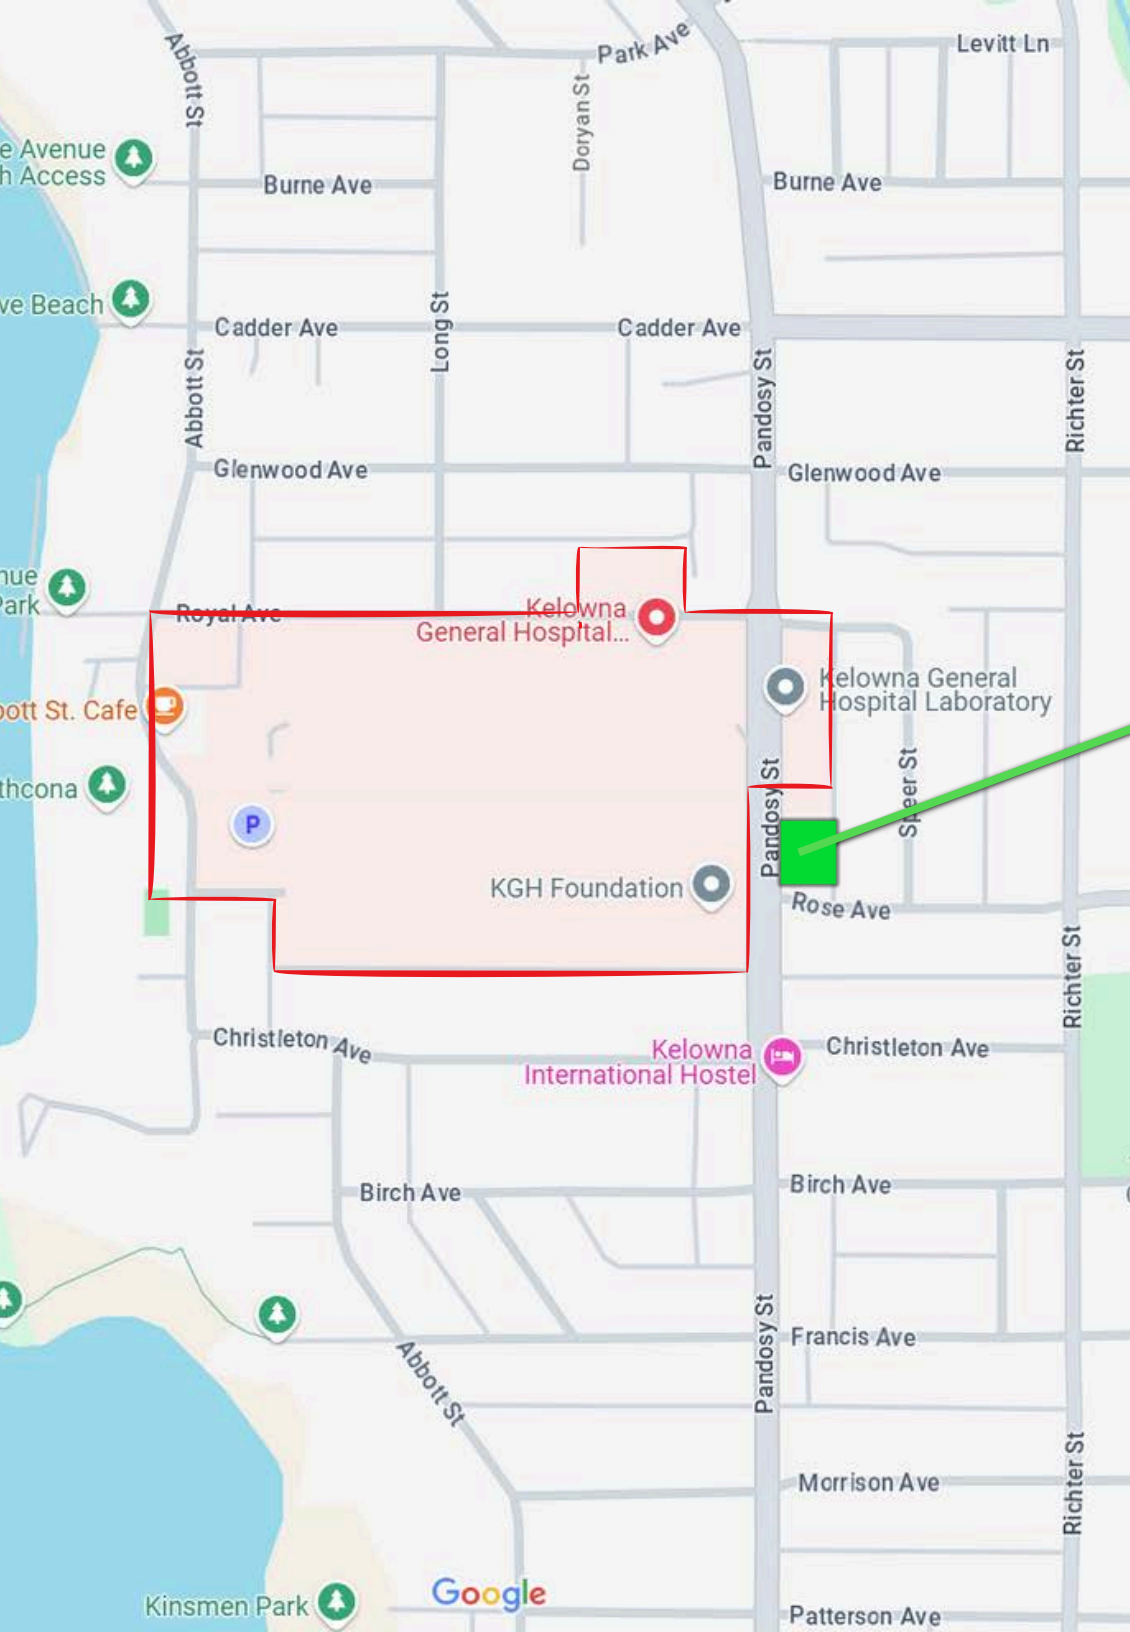 Abbott St
Park Ave
Levitt Ln
Doryan St
e Avenue
h Access
Burne Ave
Burne Ave
ve Beach
Cadder Ave
Long St
Cadder Ave
Abbott St
Pandosy St
Richter St
Glenwood Ave
Glenwood Ave
nue
Park
Royal Ave
Kelowna
General Hospital...
Kelowna General
Hospital Laboratory
bott St. Cafe
thcona
P
Pandosy St
Speer St
KGH Foundation
Rose Ave
Richter St
Christleton Ave
Kelowna
International Hostel
Christleton Ave
Birch Ave
Birch Ave
Abbott St
Pandosy St
Francis Ave
Morrison Ave
Richter St
Google
Kinsmen Park
Patterson Ave